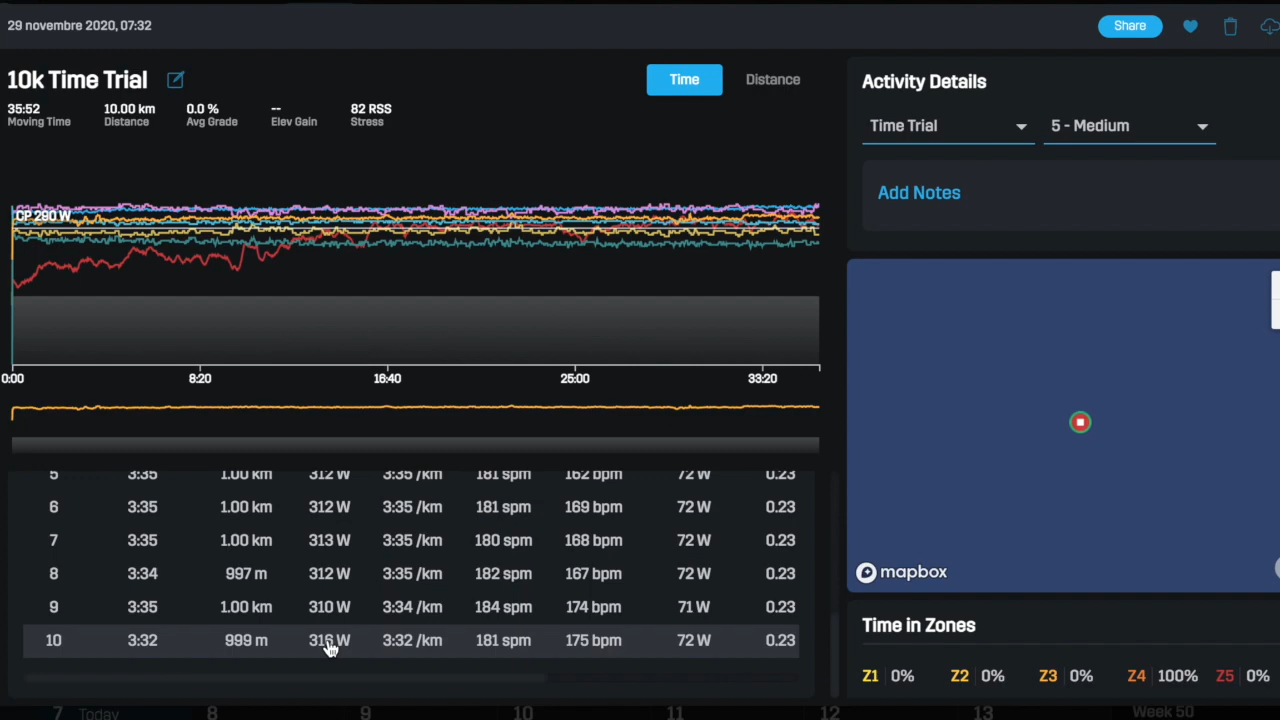 29 novembre 2020, 07:32
Share
10k Time Trial
Time Distance
35:52 10.00 km 0.0 % -- 82 RSS
Moving Time Distance Avg Grade Elev Gain Stress
CP 290 W
0:00 8:20 16:40 25:00 33:20
5 3:35 1.00 km 312 W 3:35 /km 181 spm 162 bpm 72 W 0.23
6 3:35 1.00 km 312 W 3:35 /km 181 spm 169 bpm 72 W 0.23
7 3:35 1.00 km 313 W 3:35 /km 180 spm 168 bpm 72 W 0.23
8 3:34 997 m 312 W 3:35 /km 182 spm 167 bpm 72 W 0.23
9 3:35 1.00 km 310 W 3:34 /km 184 spm 174 bpm 71 W 0.23
10 3:32 999 m 316 W 3:32 /km 181 spm 175 bpm 72 W 0.23
Activity Details
Time Trial 5 - Medium
Add Notes
mapbox
Time in Zones
Z1 0% Z2 0% Z3 0% Z4 100% Z5 0%
7 Today 8 9 10 11 12 13 Week 50